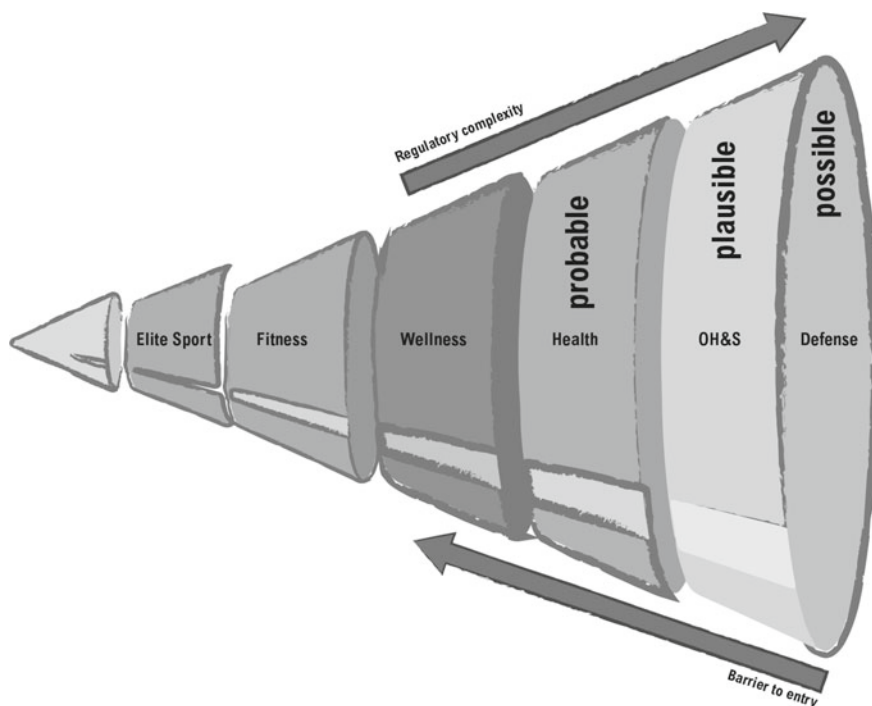 Regulatory complexity
probable
plausible
possible
Elite Sport
Fitness
Wellness
Health
OH&S
Defense
Barrier to entry